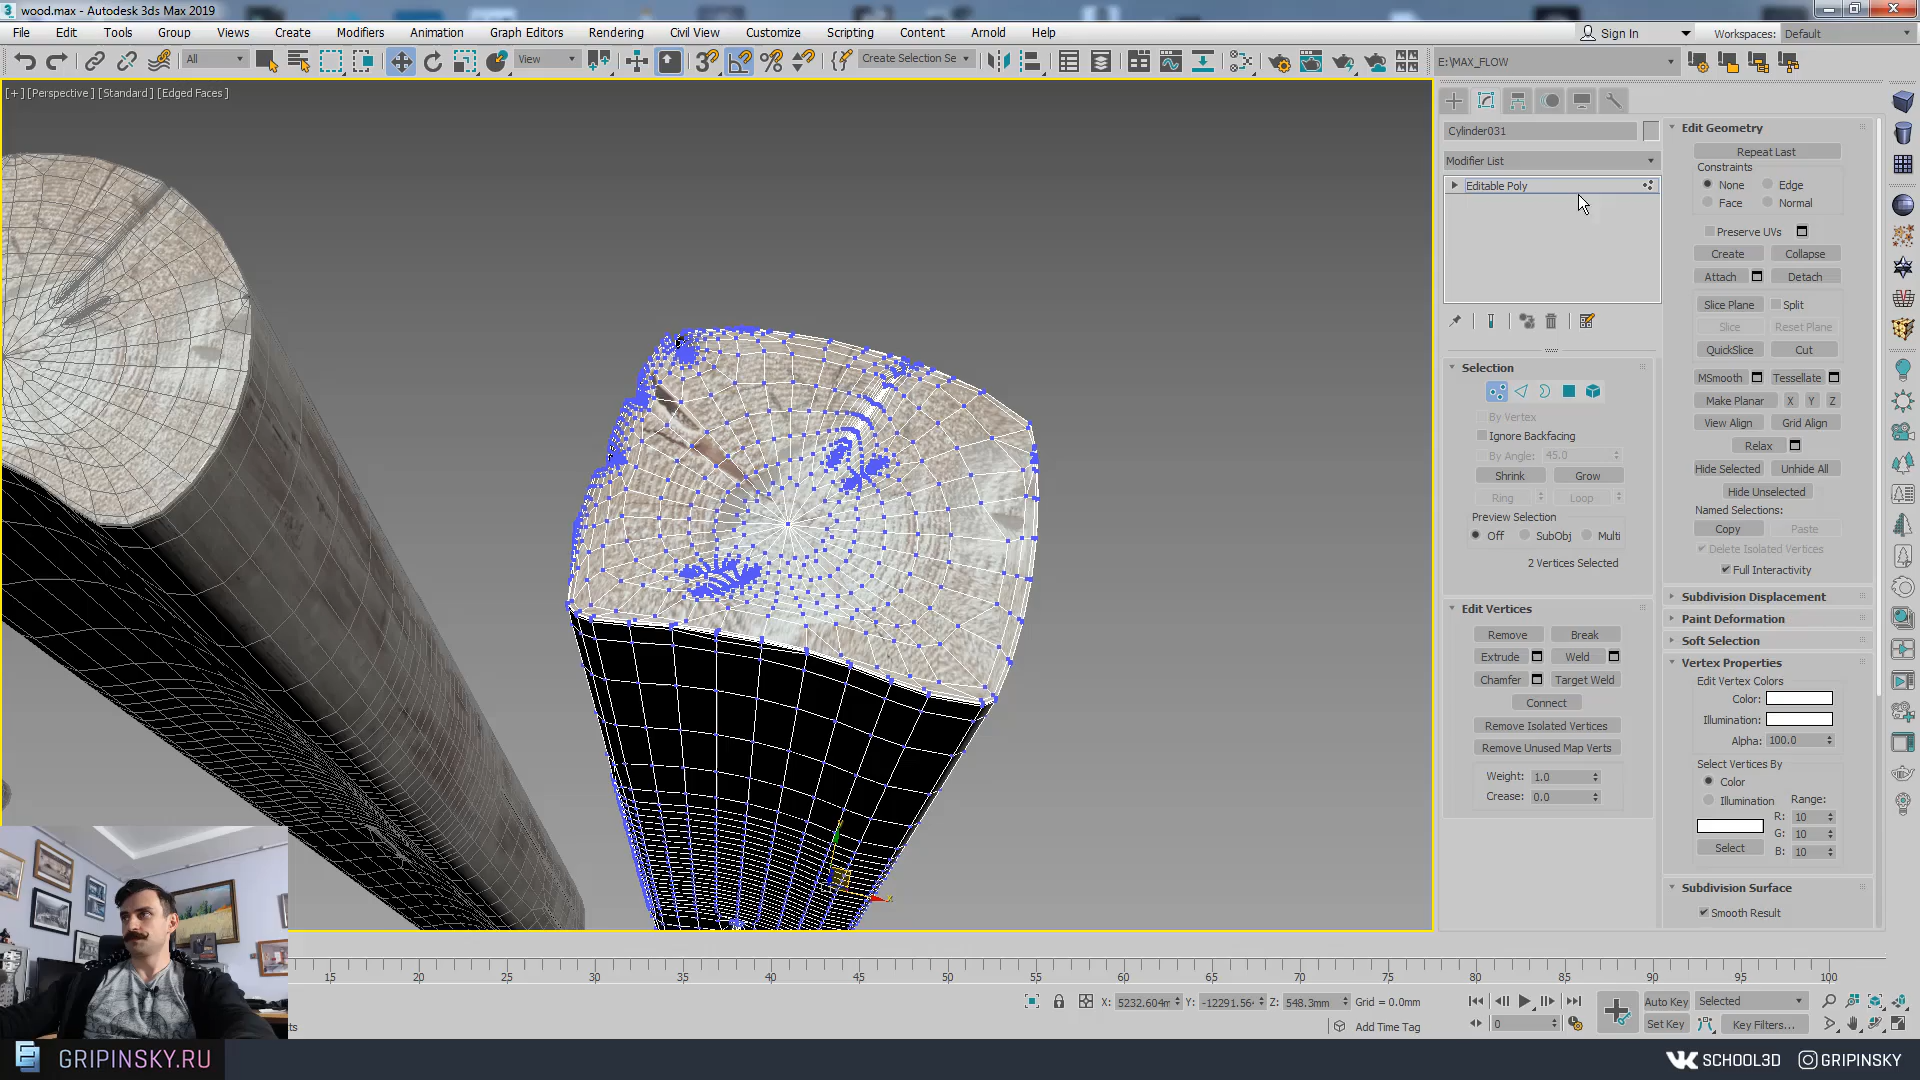 wood.max - Autodesk 3ds Max 2019
File Edit Tools Group Views Create Modifiers Animation Graph Editors Rendering Civil View Customize Scripting Content Arnold Help
Sign In Workspaces: Default
All View Create Selection Se E:\MAX_FLOW
[+] [Perspective] [Standard] [Edged Faces]
Cylinder031
Modifier List
Editable Poly
Selection
By Vertex
Ignore Backfacing
By Angle: 45.0
Shrink Grow
Ring Loop
Preview Selection
Off SubObj Multi
2 Vertices Selected
Edit Vertices
Remove Break
Extrude Weld
Chamfer Target Weld
Connect
Remove Isolated Vertices
Remove Unused Map Verts
Weight: 1.0
Crease: 0.0
Edit Geometry
Repeat Last
Constraints
None Edge
Face Normal
Preserve UVs
Create Collapse
Attach Detach
Slice Plane Split
Slice Reset Plane
QuickSlice Cut
MSmooth Tessellate
Make Planar X Y Z
View Align Grid Align
Relax
Hide Selected Unhide All
Hide Unselected
Named Selections:
Copy Paste
Delete Isolated Vertices
Full Interactivity
Subdivision Displacement
Paint Deformation
Soft Selection
Vertex Properties
Edit Vertex Colors
Color:
Illumination:
Alpha: 100.0
Select Vertices By
Color
Illumination Range:
R: 10
G: 10
Select B: 10
Subdivision Surface
Smooth Result
15 20 25 30 35 40 45 50 55 60 65 70 75 80 85 90 95 100
X: 5232.604m Y: -12291.564 Z: 548.3mm Grid = 0.0mm
Auto Key Selected
ts Add Time Tag 0 Set Key Key Filters...
GRIPINSKY.RU SCHOOL3D GRIPINSKY